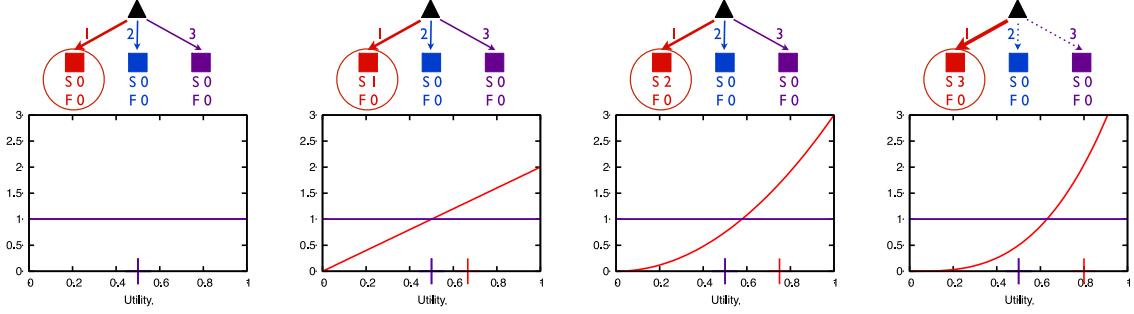 1 2 3 1 2 3 1 2 3 1 2 3
S 0 S 0 S 0 S 1 S 0 S 0 S 2 S 0 S 0 S 3 S 0 S 0
F 0 F 0 F 0 F 0 F 0 F 0 F 0 F 0 F 0 F 0 F 0 F 0
3 3 3 3
2.5 2.5 2.5 2.5
2 2 2 2
1.5 1.5 1.5 1.5
1 1 1 1
0.5 0.5 0.5 0.5
0 0 0 0
0 0.2 0.4 0.6 0.8 1 0 0.2 0.4 0.6 0.8 1 0 0.2 0.4 0.6 0.8 1 0 0.2 0.4 0.6 0.8 1
Utility, Utility, Utility, Utility,